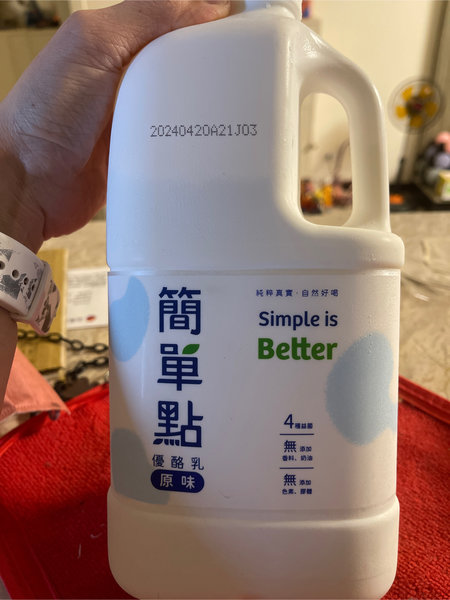 20240420A21J03
純粹真實·自然好喝
簡單點
Simple is
Better
優酪乳
原味
4種益菌
無添加
香料、奶油
無添加
色素、膠體